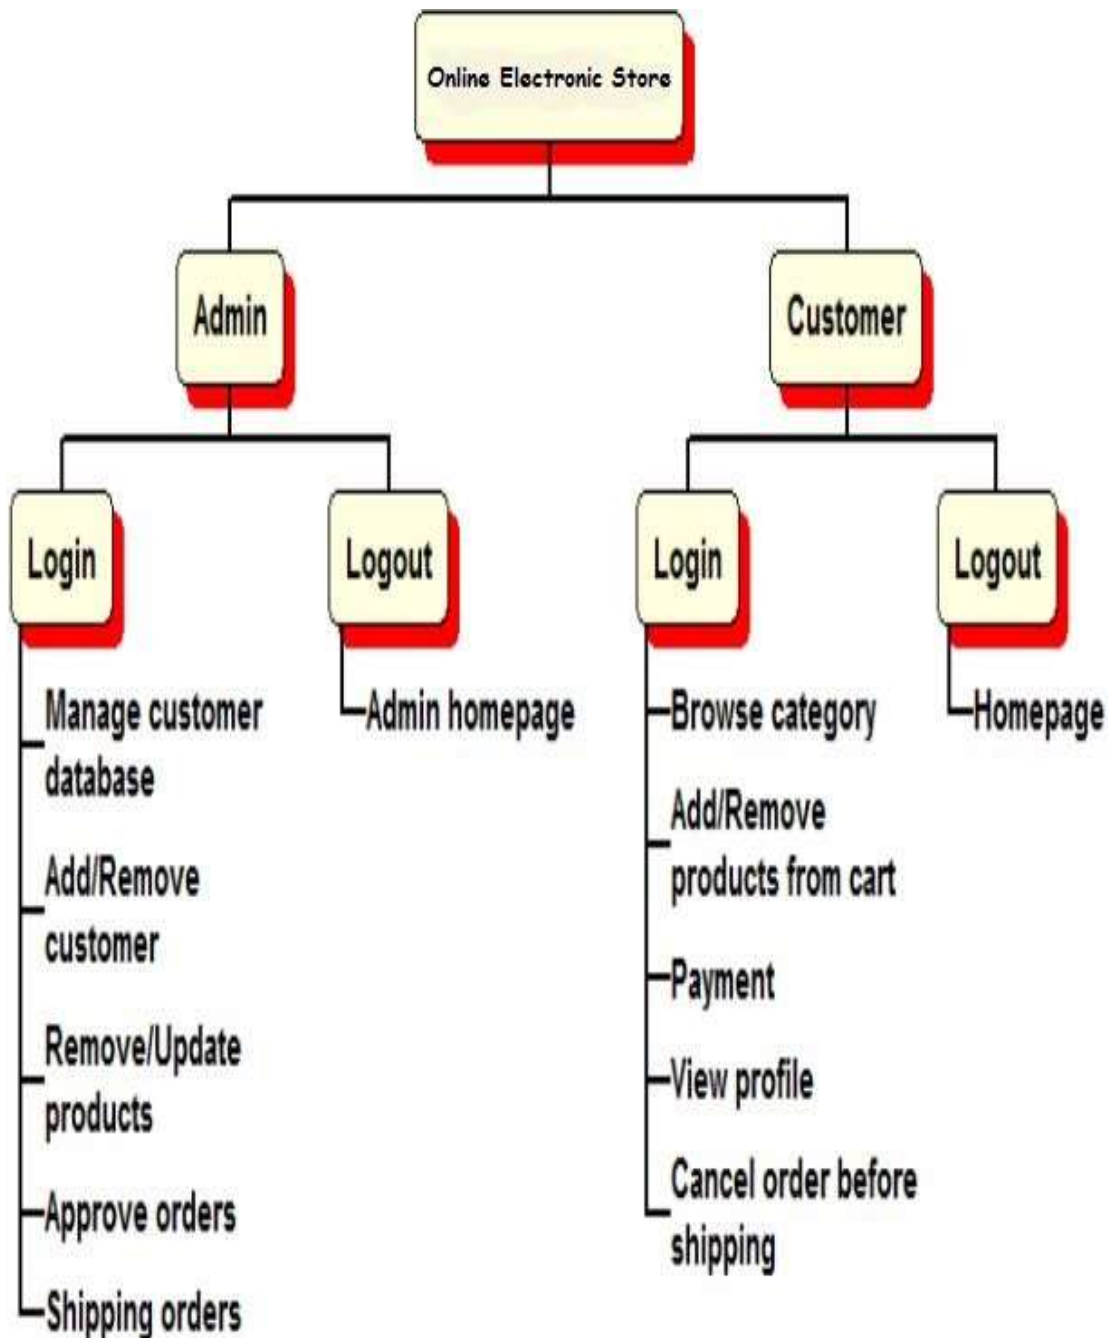 Online Electronic Store
Admin
Customer
Login
Logout
Login
Logout
Manage customer
database
Add/Remove
customer
Remove/Update
products
Approve orders
Shipping orders
Admin homepage
Browse category
Add/Remove
products from cart
Payment
View profile
Cancel order before
shipping
Homepage